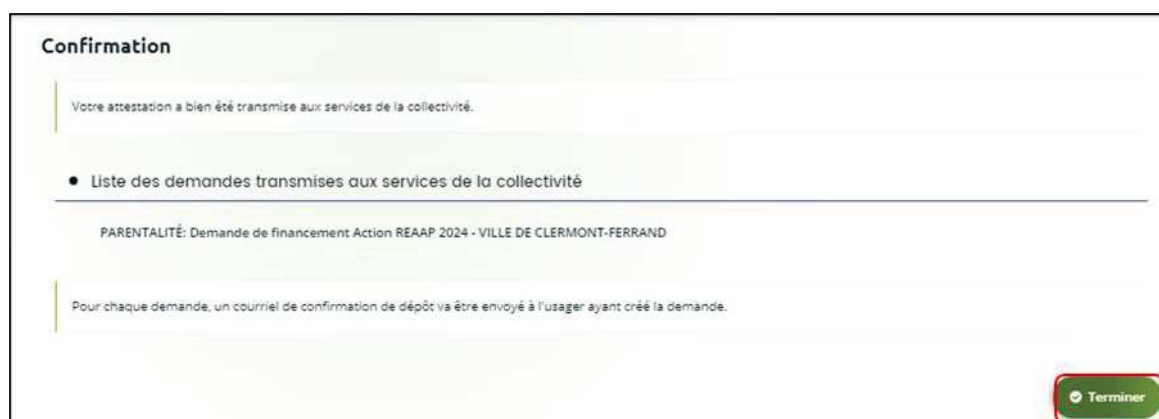 Confirmation
Votre attestation a bien été transmise aux services de la collectivité.
Liste des demandes transmises aux services de la collectivité
PARENTALITÉ: Demande de financement Action REAAP 2024 - VILLE DE CLERMONT-FERRAND
Pour chaque demande, un courriel de confirmation de dépôt va être envoyé à l'usager ayant créé la demande.
Terminer